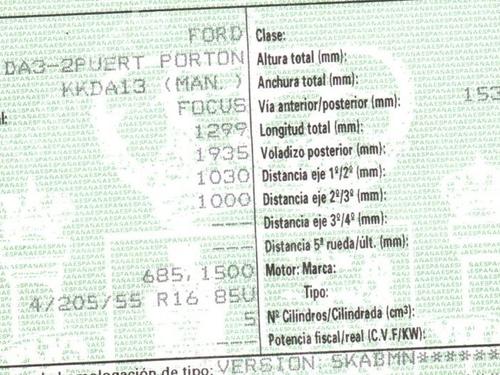 FORD Clase:
DA3-2PUERT PORTON Altura total (mm):
KKDA13 (MAN.) Anchura total (mm):
FOCUS Vía anterior/posterior (mm): 153
1299 Longitud total (mm):
1935 Voladizo posterior (mm):
1030 Distancia eje 1º/2º (mm):
1000 Distancia eje 2º/3º (mm):
--- Distancia eje 3º/4º (mm):
--- Distancia 5ª rueda/últ. (mm):
685,1500 Motor: Marca:
4/205/55 R16 85U Tipo:
5 Nº Cilindros/Cilindrada (cm³):
--- Potencia fiscal/real (C.V.F/KW):
de tipo: VERSION: 5KABMN******